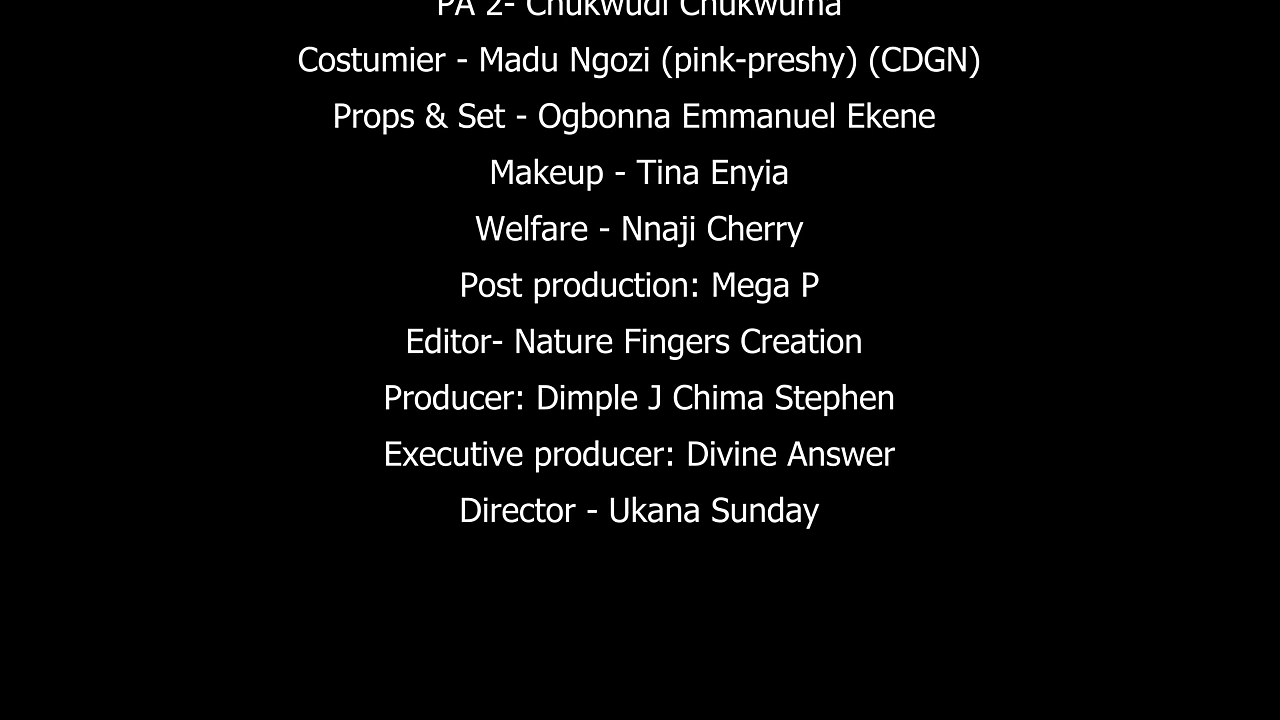 PA 2- Chukwudi Chukwuma
Costumier - Madu Ngozi (pink-preshy) (CDGN)
Props & Set - Ogbonna Emmanuel Ekene
Makeup - Tina Enyia
Welfare - Nnaji Cherry
Post production: Mega P
Editor- Nature Fingers Creation
Producer: Dimple J Chima Stephen
Executive producer: Divine Answer
Director - Ukana Sunday